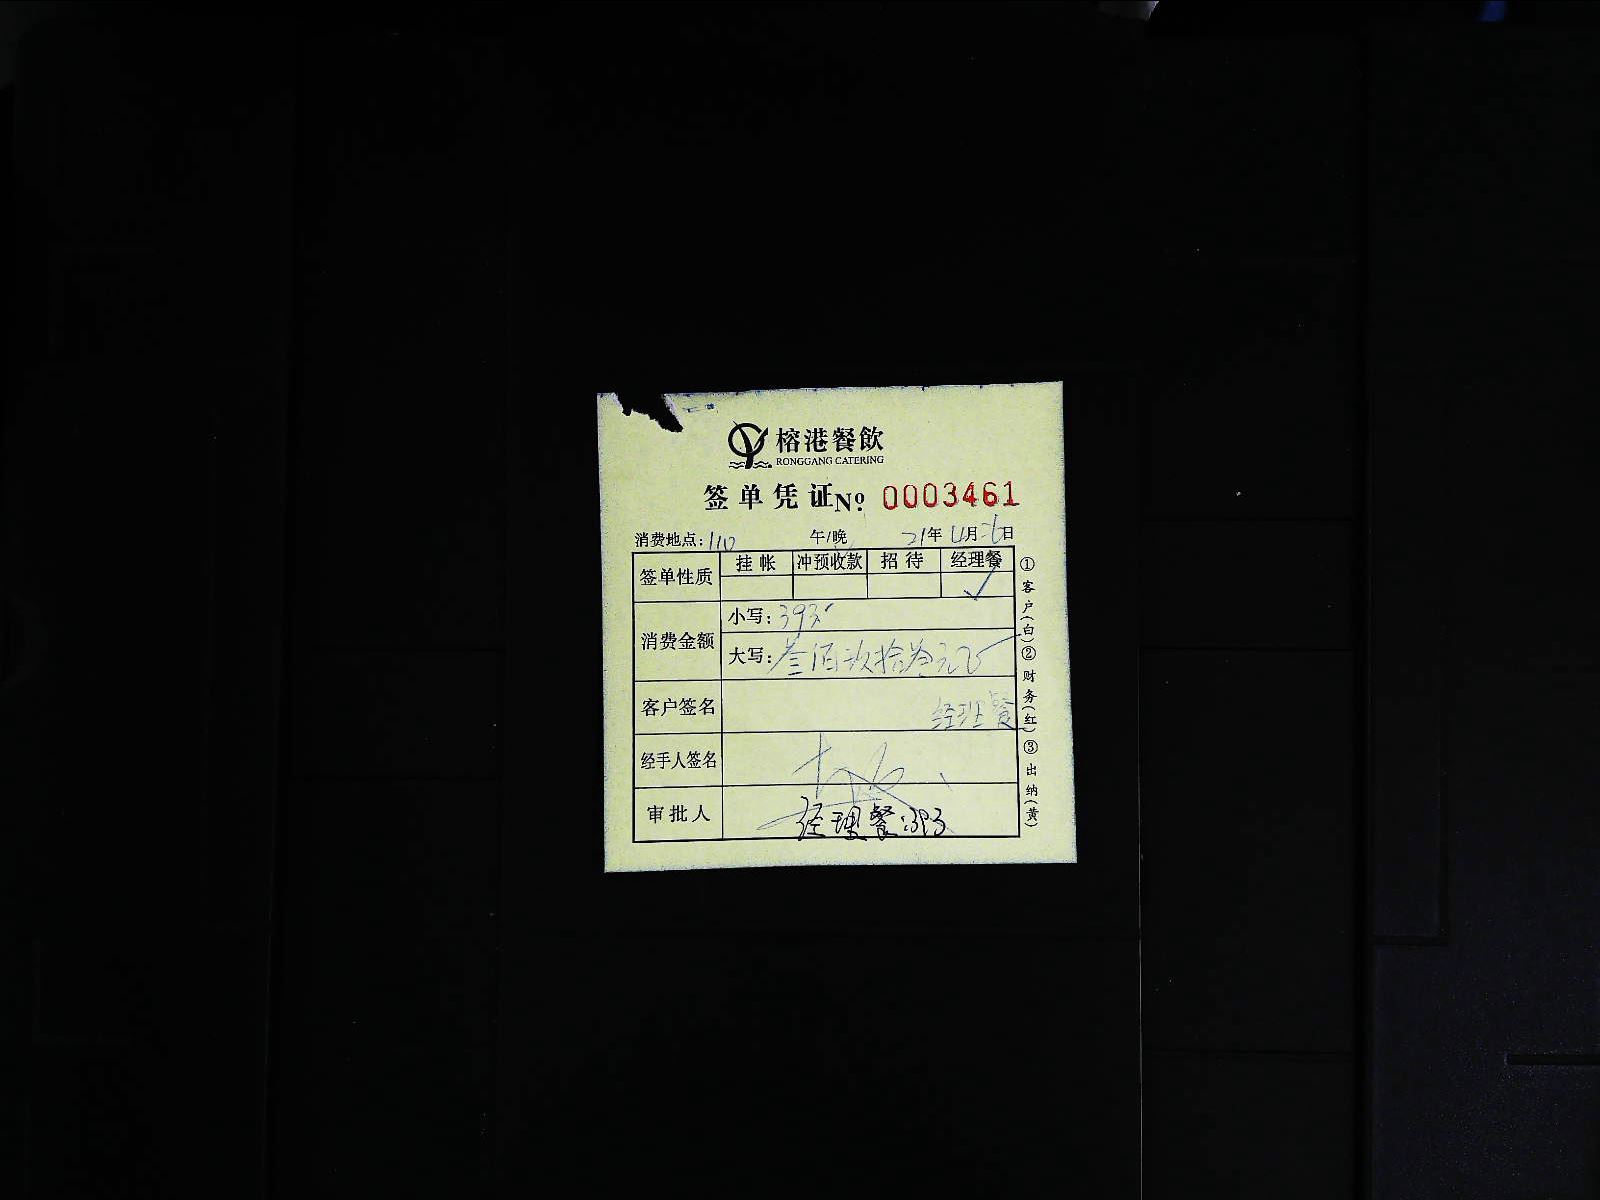 榕港餐飲
RONGGANG CATERING
签单凭证 № 0003461
消费地点: 110 午/晚 21年 4月 日
签单性质 挂帐 冲预收款 招待 经理餐
✓
消费金额
小写: 393
大写: 叁佰玖拾叁元
客户签名 经理餐
经手人签名
审批人 经理餐:393
①客户(白)②财务(红)③出纳(黄)